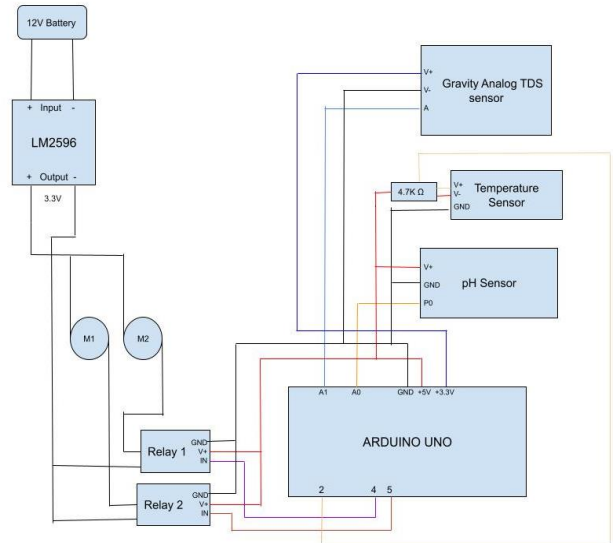 12V Battery
+ Input -
LM2596
+ Output -
3.3V
M1
M2
Relay 1
GND
V+
IN
Relay 2
GND
V+
IN
V+
V-
A
Gravity Analog TDS
sensor
4.7K Ω
V+
V-
GND
Temperature
Sensor
V+
GND
P0
pH Sensor
A1 A0 GND +5V +3.3V
ARDUINO UNO
2 4 5